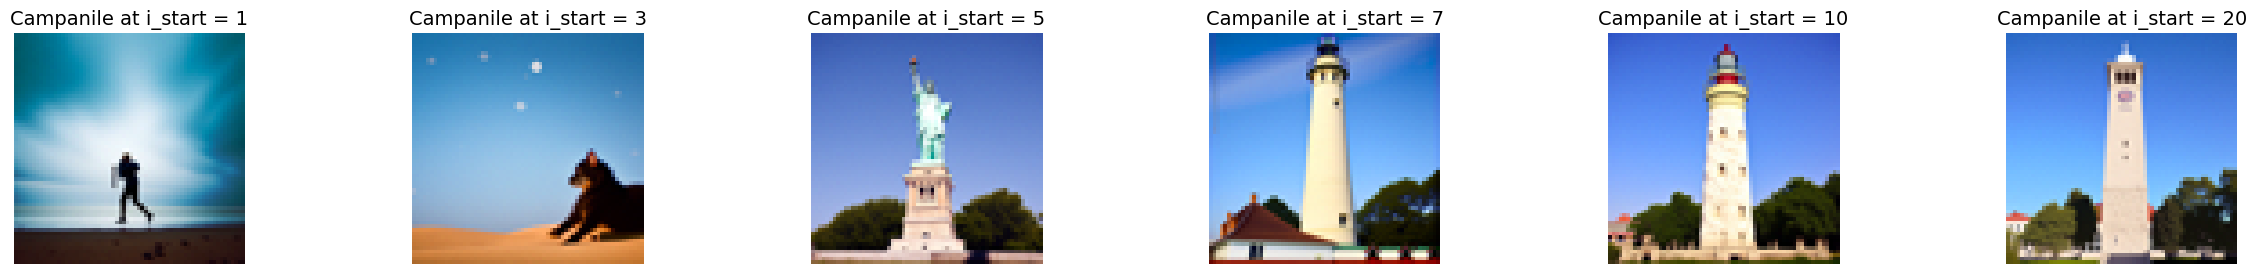 Campanile at i_start = 1
Campanile at i_start = 3
Campanile at i_start = 5
Campanile at i_start = 7
Campanile at i_start = 10
Campanile at i_start = 20